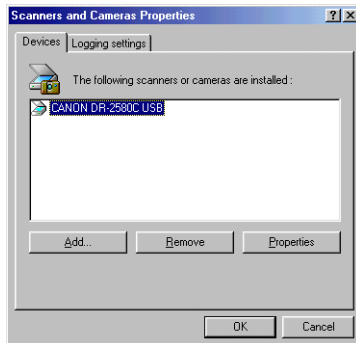 Scanners and Cameras Properties
Devices
Logging settings
The following scanners or cameras are installed :
CANON DR-2580C USB
Add...
Remove
Properties
OK
Cancel